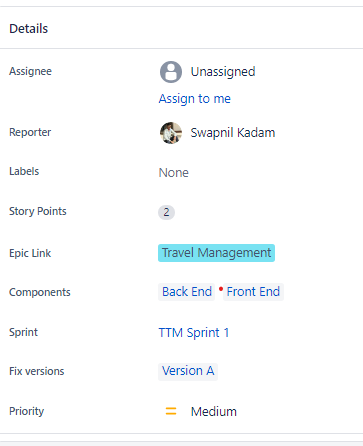 Details
Assignee
Unassigned
Assign to me
Reporter
Swapnil Kadam
Labels
None
Story Points
2
Epic Link
Travel Management
Components
Back End Front End
Sprint
TTM Sprint 1
Fix versions
Version A
Priority
Medium